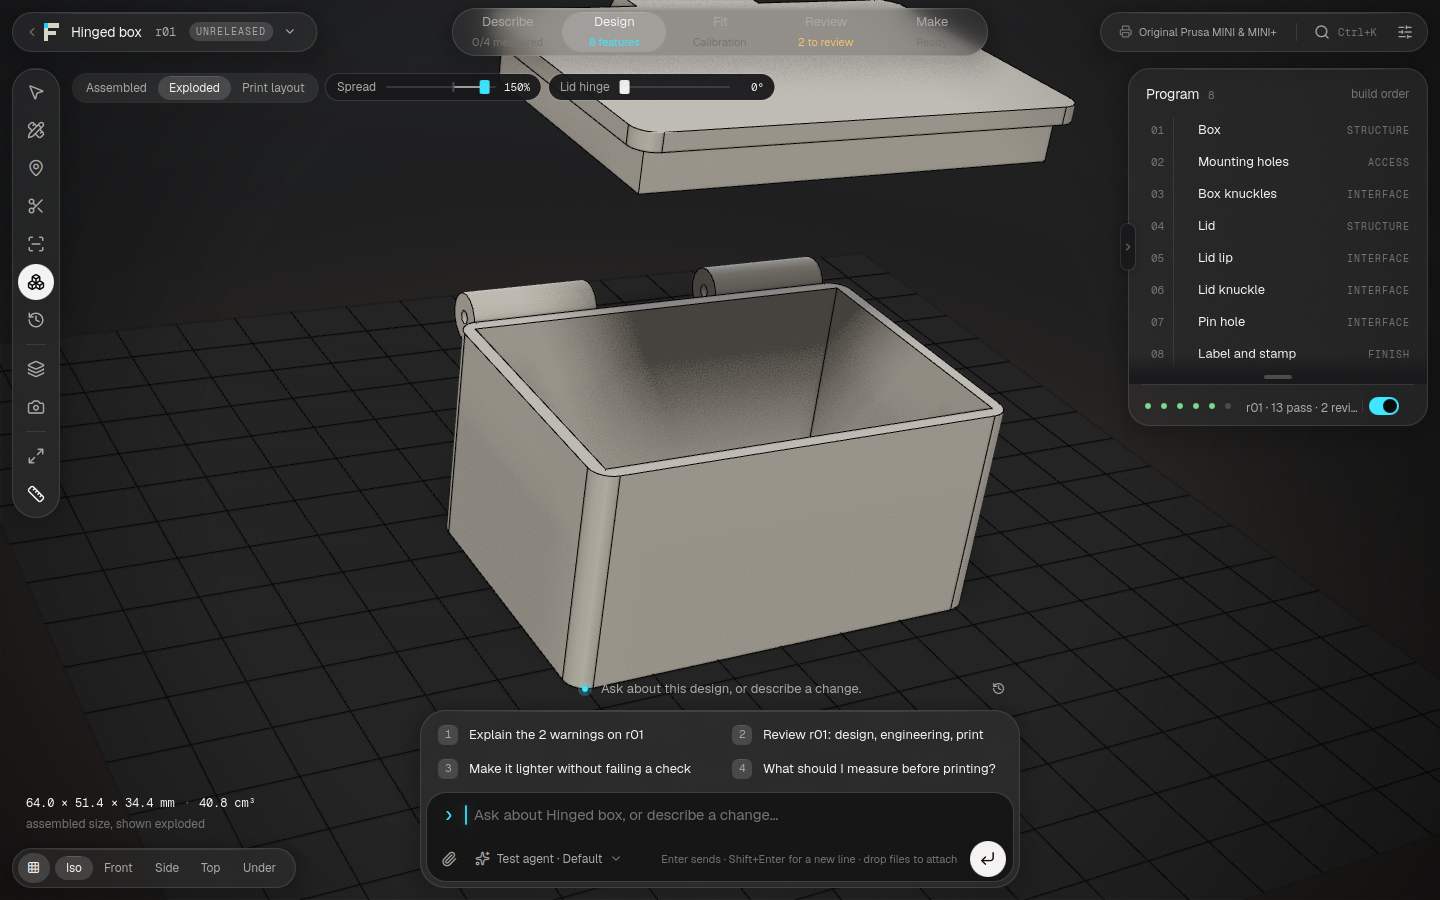 Hinged box r01 UNRELEASED
Describe
0/4 measured
Design
8 features
Fit
Calibration
Review
2 to review
Make
Ready
Original Prusa MINI & MINI+
Ctrl+K
Assembled
Exploded
Print layout
Spread
150%
Lid hinge
0°
Program 8
build order
01 Box STRUCTURE
02 Mounting holes ACCESS
03 Box knuckles INTERFACE
04 Lid STRUCTURE
05 Lid lip INTERFACE
06 Lid knuckle INTERFACE
07 Pin hole INTERFACE
08 Label and stamp FINISH
r01 · 13 pass · 2 revi...
Ask about this design, or describe a change.
1 Explain the 2 warnings on r01
2 Review r01: design, engineering, print
3 Make it lighter without failing a check
4 What should I measure before printing?
Ask about Hinged box, or describe a change...
Test agent · Default
Enter sends · Shift+Enter for a new line · drop files to attach
64.0 × 51.4 × 34.4 mm · 40.8 cm³
assembled size, shown exploded
Iso
Front
Side
Top
Under